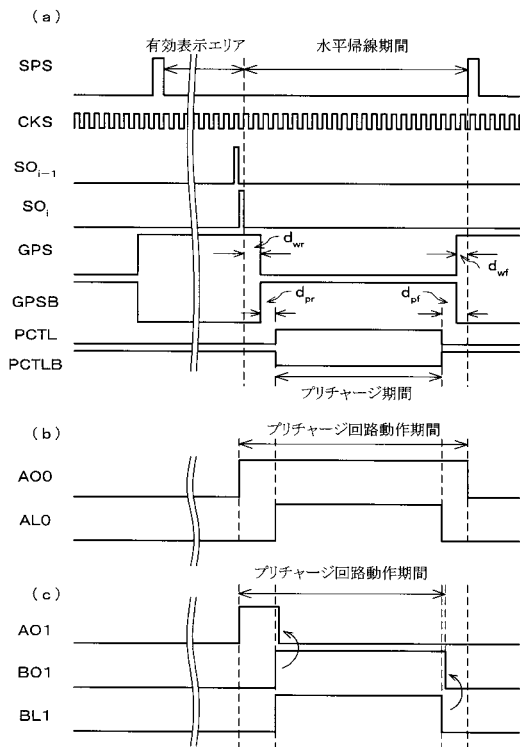 (a)
有効表示エリア 水平帰線期間
SPS
CKS
SOi−1
SOi
GPS
dwr
dwf
GPSB
dpr
dpf
PCTL
PCTLB
プリチャージ期間
(b)
プリチャージ回路動作期間
AO0
AL0
プリチャージ回路動作期間
(c)
AO1
BO1
BL1